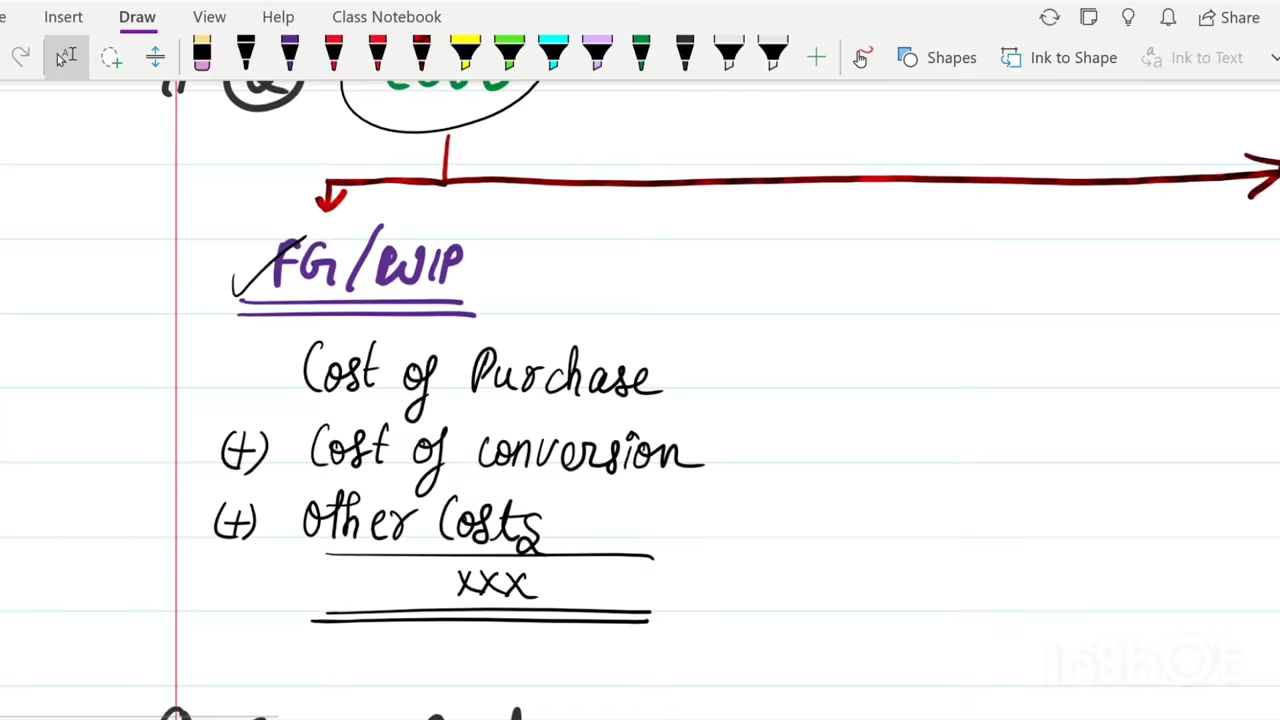 Insert Draw View Help Class Notebook Share
Shapes Ink to Shape Ink to Text
FG/WIP
Cost of Purchase
(+) Cost of conversion
(+) Other Costs
xxx
InShOt